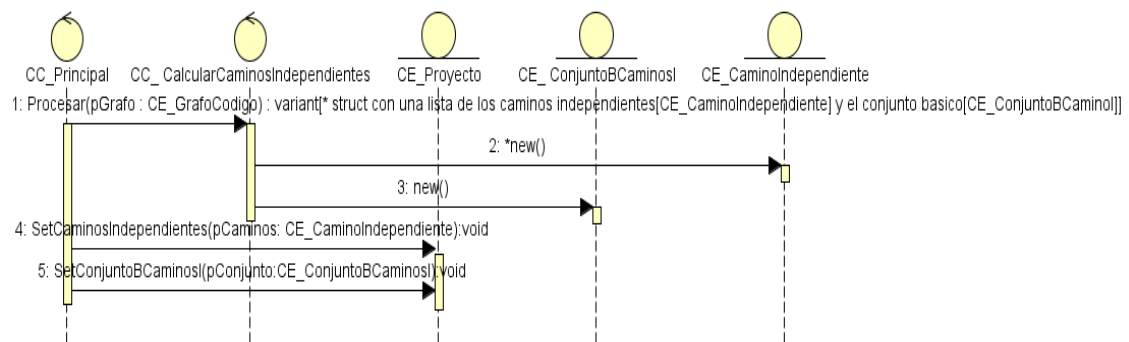 CC_Principal
CC_ CalcularCaminosIndependientes
CE_Proyecto
CE_ ConjuntoBCaminosI
CE_CaminoIndependiente
1: Procesar(pGrafo : CE_GrafoCodigo) : variant[* struct con una lista de los caminos independientes[CE_CaminoIndependiente] y el conjunto basico[CE_ConjuntoBCaminoI]]
2: *new()
3: new()
4: SetCaminosIndependientes(pCaminos: CE_CaminoIndependiente):void
5: SetConjuntoBCaminosI(pConjunto:CE_ConjuntoBCaminosI):void